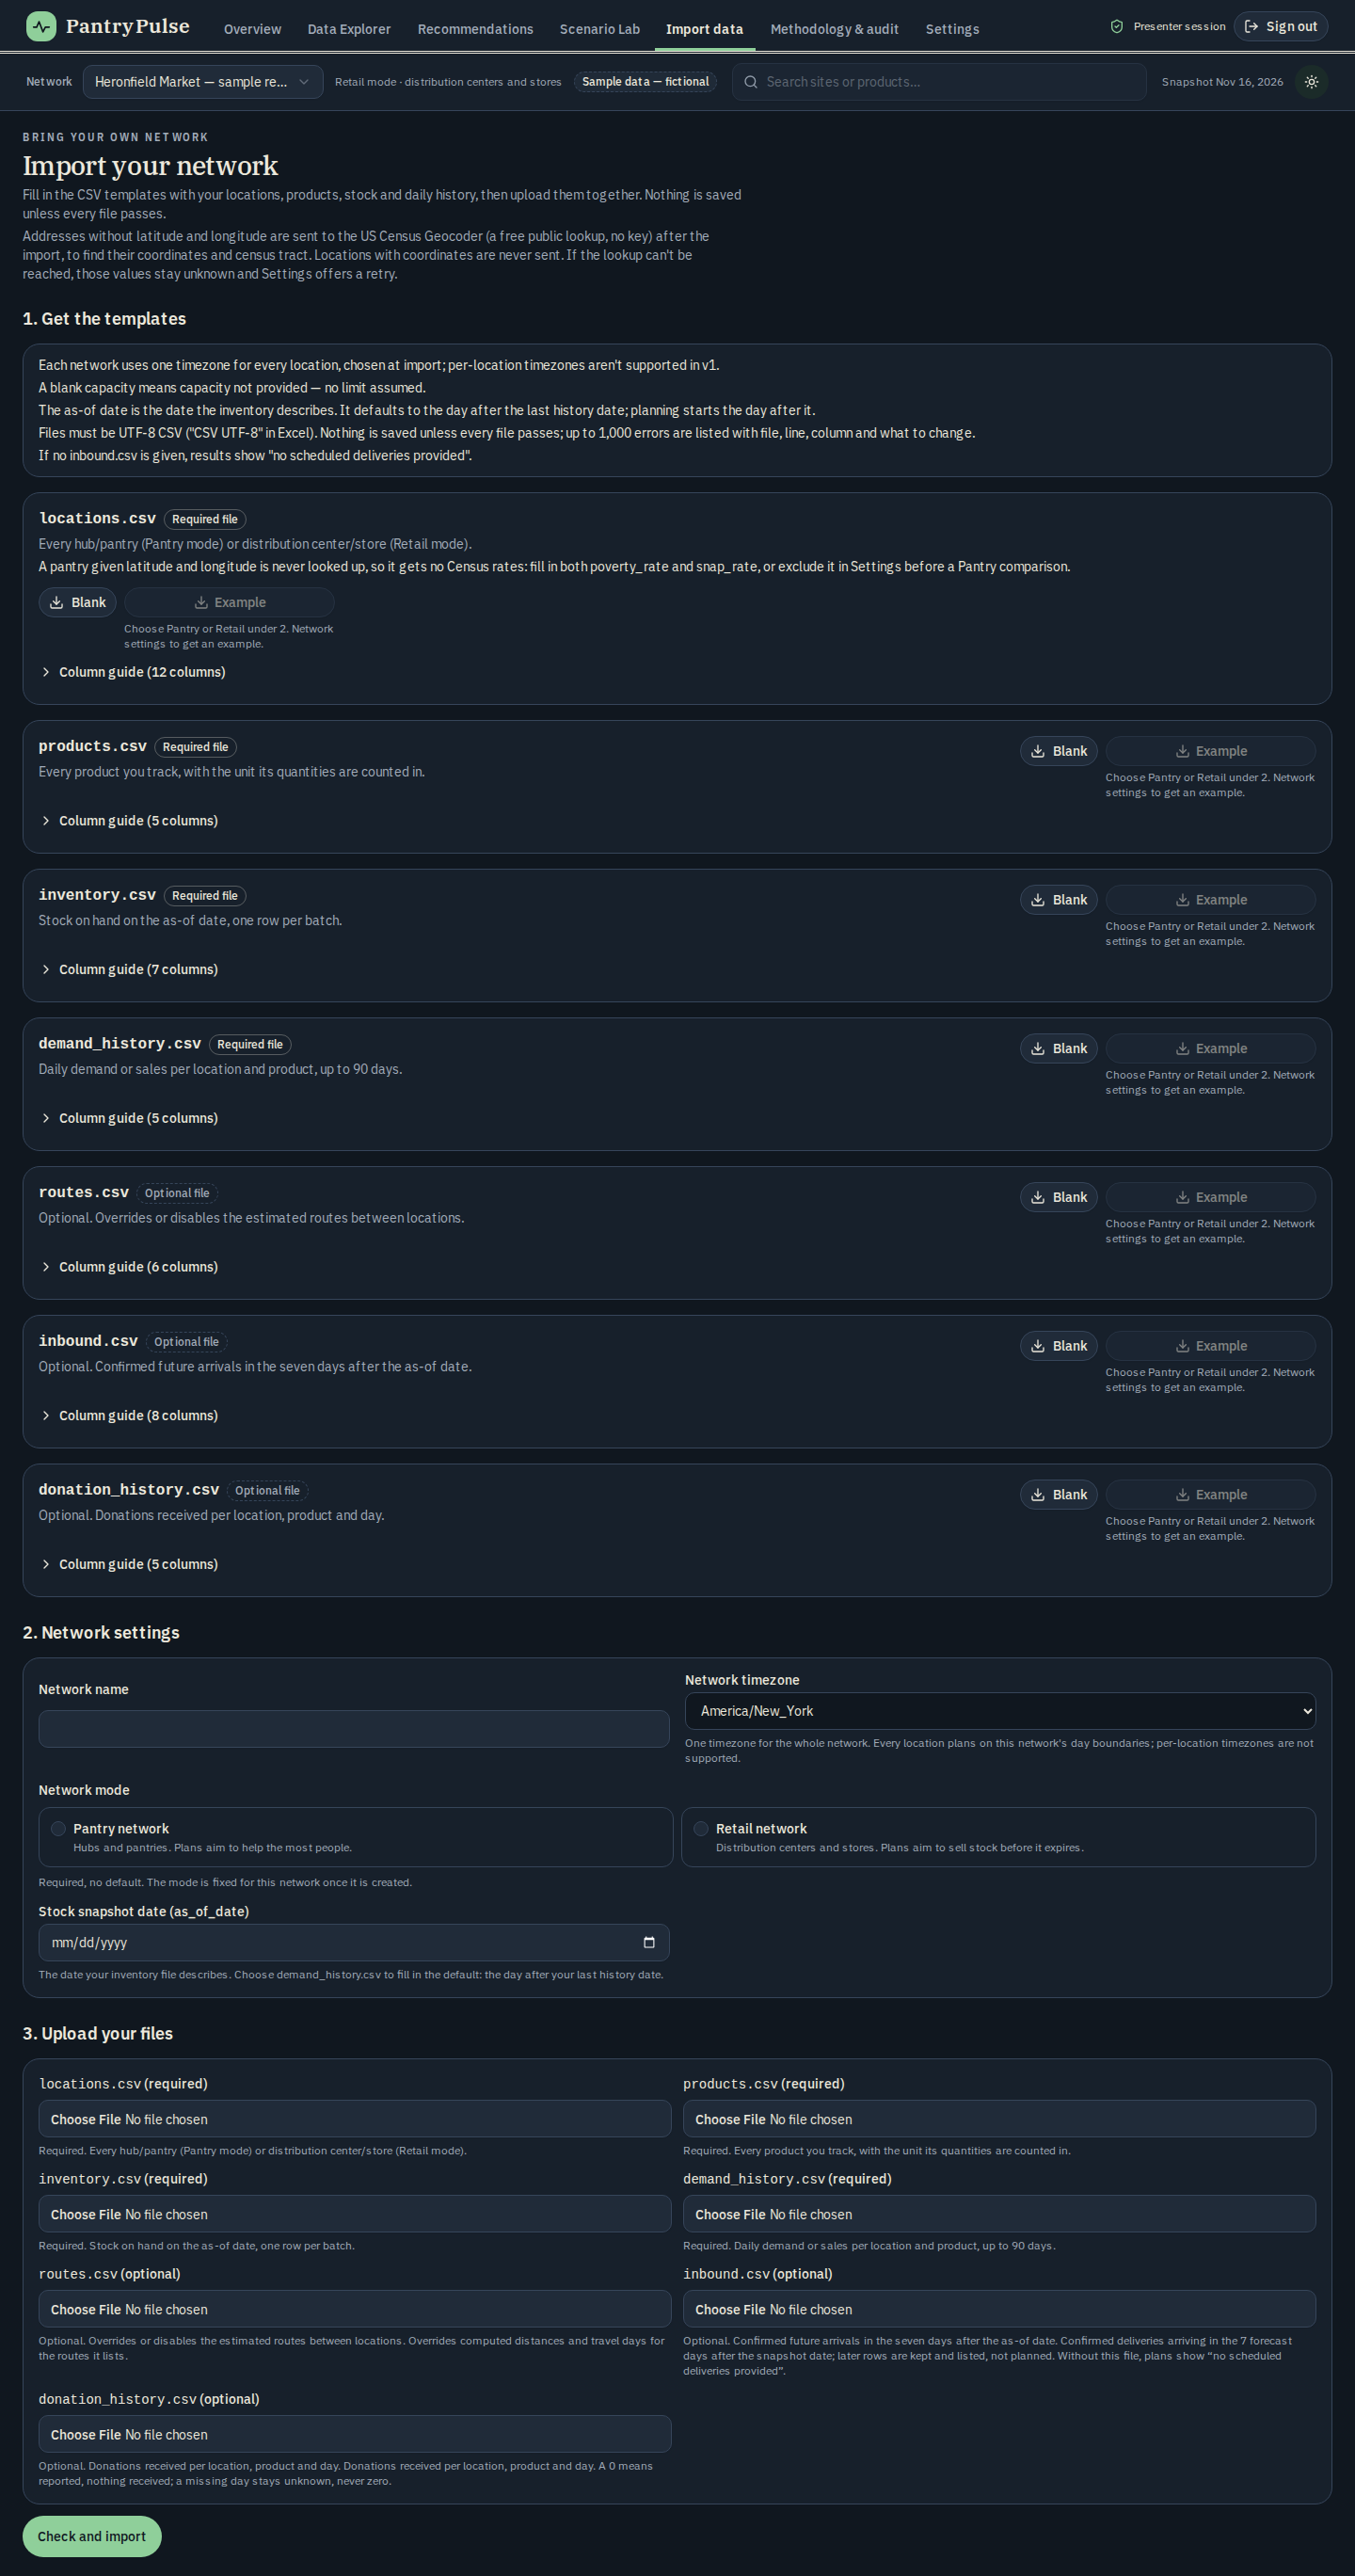 PantryPulse
Overview
Data Explorer
Recommendations
Scenario Lab
Import data
Methodology & audit
Settings
Presenter session
Sign out
Network
Heronfield Market — sample re...
Retail mode · distribution centers and stores
Sample data — fictional
Search sites or products...
Snapshot Nov 16, 2026
BRING YOUR OWN NETWORK
Import your network
Fill in the CSV templates with your locations, products, stock and daily history, then upload them together. Nothing is saved
unless every file passes.
Addresses without latitude and longitude are sent to the US Census Geocoder (a free public lookup, no key) after the
import, to find their coordinates and census tract. Locations with coordinates are never sent. If the lookup can't be
reached, those values stay unknown and Settings offers a retry.
1. Get the templates
Each network uses one timezone for every location, chosen at import; per-location timezones aren't supported in v1.
A blank capacity means capacity not provided — no limit assumed.
The as-of date is the date the inventory describes. It defaults to the day after the last history date; planning starts the day after it.
Files must be UTF-8 CSV ("CSV UTF-8" in Excel). Nothing is saved unless every file passes; up to 1,000 errors are listed with file, line, column and what to change.
If no inbound.csv is given, results show "no scheduled deliveries provided".
locations.csv Required file
Every hub/pantry (Pantry mode) or distribution center/store (Retail mode).
A pantry given latitude and longitude is never looked up, so it gets no Census rates: fill in both poverty_rate and snap_rate, or exclude it in Settings before a Pantry comparison.
Blank
Example
Choose Pantry or Retail under 2. Network
settings to get an example.
Column guide (12 columns)
products.csv Required file
Every product you track, with the unit its quantities are counted in.
Blank
Example
Choose Pantry or Retail under 2. Network
settings to get an example.
Column guide (5 columns)
inventory.csv Required file
Stock on hand on the as-of date, one row per batch.
Blank
Example
Choose Pantry or Retail under 2. Network
settings to get an example.
Column guide (7 columns)
demand_history.csv Required file
Daily demand or sales per location and product, up to 90 days.
Blank
Example
Choose Pantry or Retail under 2. Network
settings to get an example.
Column guide (5 columns)
routes.csv Optional file
Optional. Overrides or disables the estimated routes between locations.
Blank
Example
Choose Pantry or Retail under 2. Network
settings to get an example.
Column guide (6 columns)
inbound.csv Optional file
Optional. Confirmed future arrivals in the seven days after the as-of date.
Blank
Example
Choose Pantry or Retail under 2. Network
settings to get an example.
Column guide (8 columns)
donation_history.csv Optional file
Optional. Donations received per location, product and day.
Blank
Example
Choose Pantry or Retail under 2. Network
settings to get an example.
Column guide (5 columns)
2. Network settings
Network name
Network timezone
America/New_York
One timezone for the whole network. Every location plans on this network's day boundaries; per-location timezones are not
supported.
Network mode
Pantry network
Hubs and pantries. Plans aim to help the most people.
Retail network
Distribution centers and stores. Plans aim to sell stock before it expires.
Required, no default. The mode is fixed for this network once it is created.
Stock snapshot date (as_of_date)
mm/dd/yyyy
The date your inventory file describes. Choose demand_history.csv to fill in the default: the day after your last history date.
3. Upload your files
locations.csv (required)
Choose File No file chosen
Required. Every hub/pantry (Pantry mode) or distribution center/store (Retail mode).
products.csv (required)
Choose File No file chosen
Required. Every product you track, with the unit its quantities are counted in.
inventory.csv (required)
Choose File No file chosen
Required. Stock on hand on the as-of date, one row per batch.
demand_history.csv (required)
Choose File No file chosen
Required. Daily demand or sales per location and product, up to 90 days.
routes.csv (optional)
Choose File No file chosen
Optional. Overrides or disables the estimated routes between locations. Overrides computed distances and travel days for
the routes it lists.
inbound.csv (optional)
Choose File No file chosen
Optional. Confirmed future arrivals in the seven days after the as-of date. Confirmed deliveries arriving in the 7 forecast
days after the snapshot date; later rows are kept and listed, not planned. Without this file, plans show “no scheduled
deliveries provided”.
donation_history.csv (optional)
Choose File No file chosen
Optional. Donations received per location, product and day. Donations received per location, product and day. A 0 means
reported, nothing received; a missing day stays unknown, never zero.
Check and import